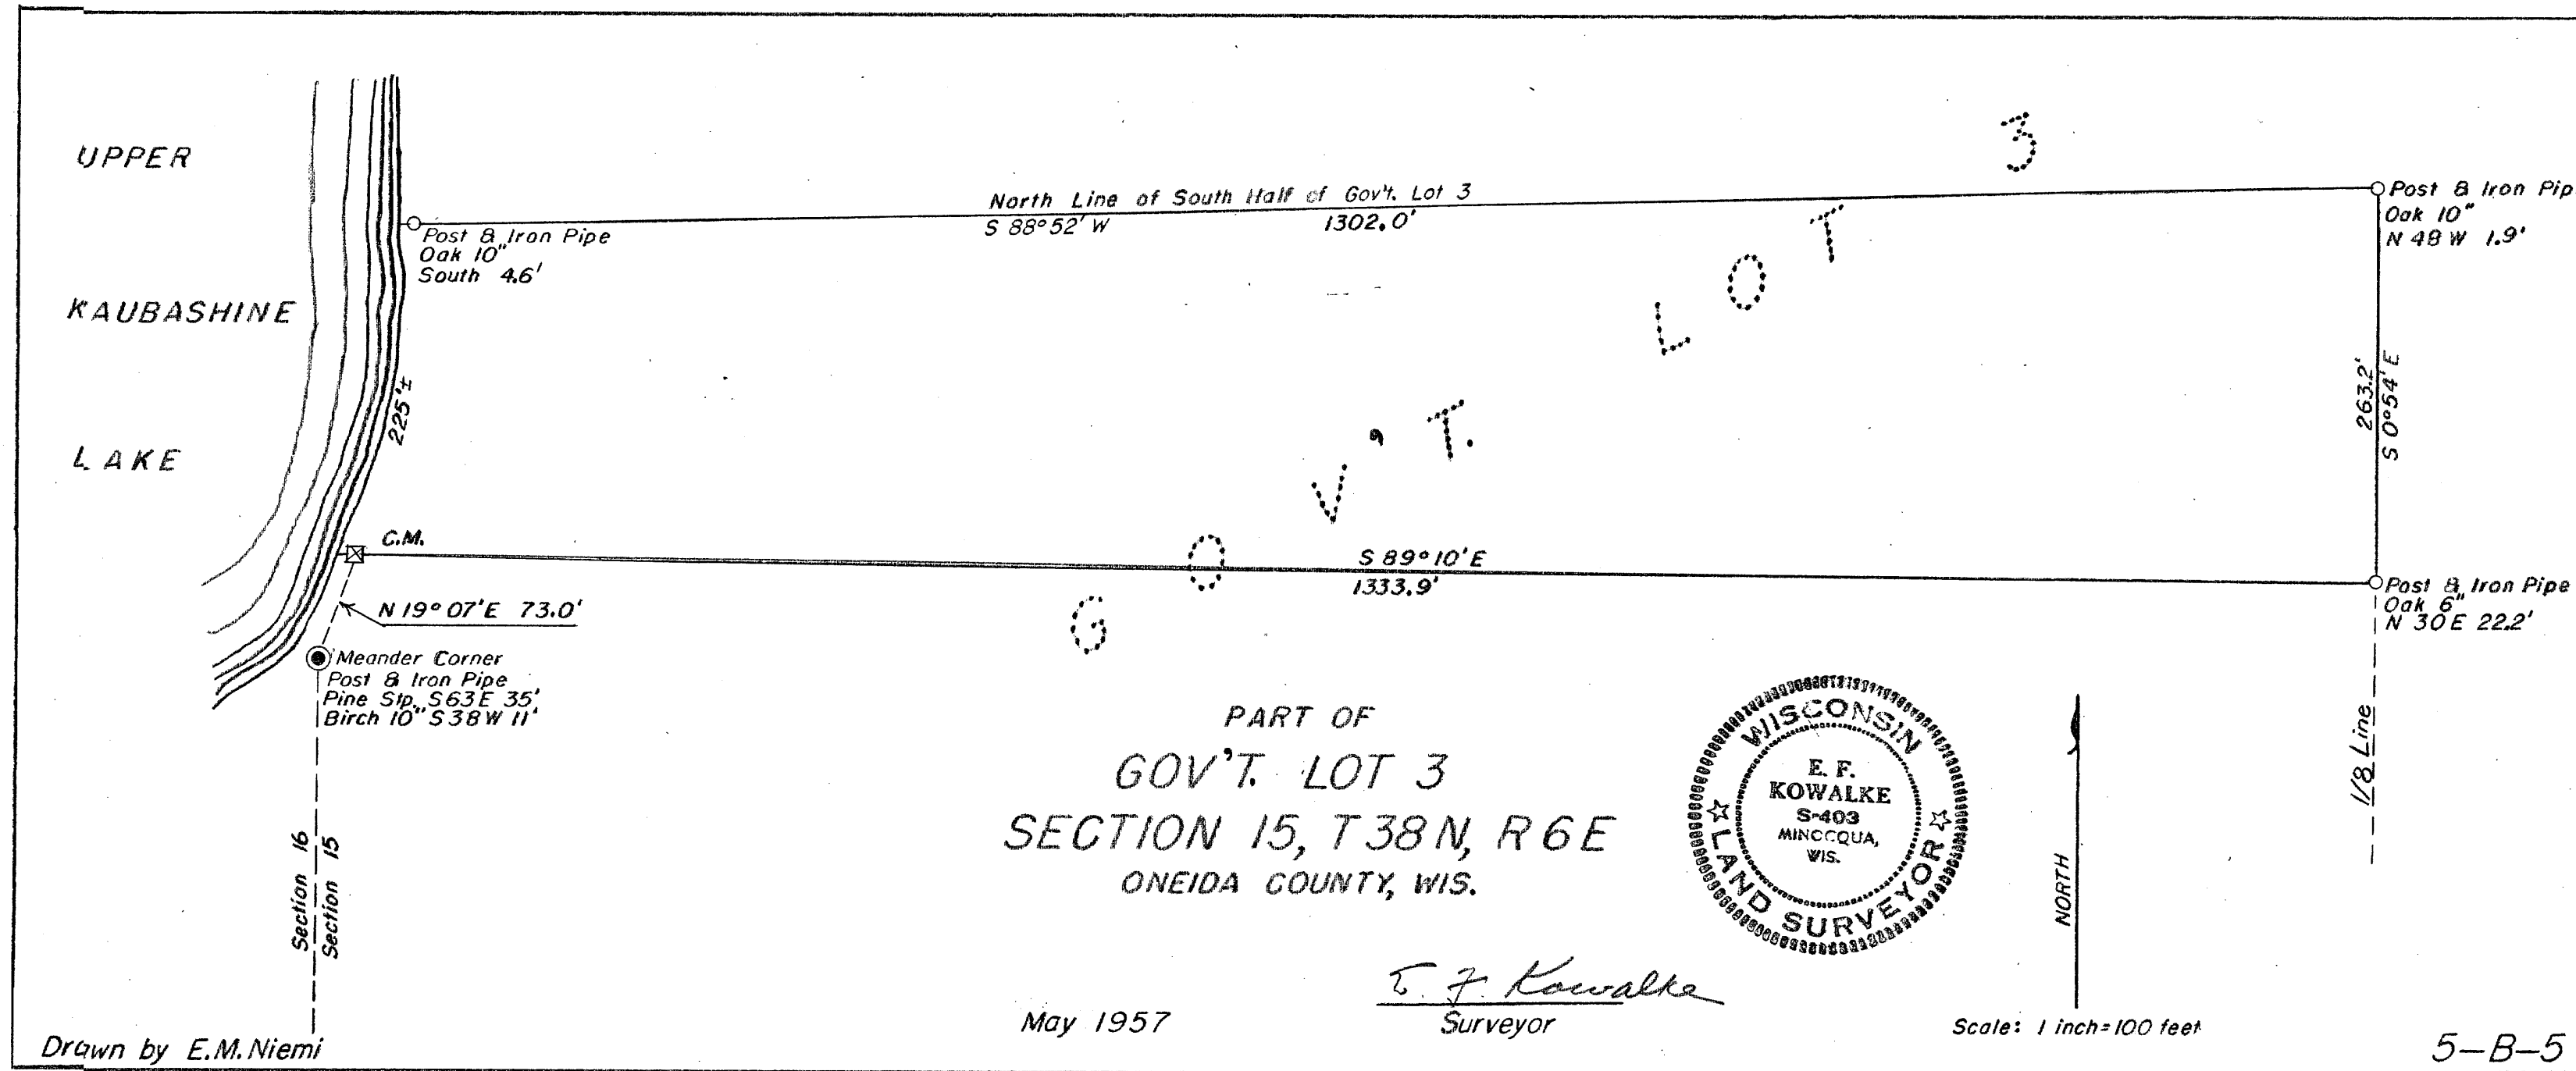 UPPER
KAUBASHINE
LAKE
North Line of South Half of Gov't. Lot 3
S 88°52' W 1302.0'
Post & Iron Pipe
Oak 10"
South 4.6'
Post & Iron Pip
Oak 10"
N 48 W 1.9'
225'±
263.2'
S 0°54' E
GOV'T. LOT 3
C.M.
S 89°10' E
1333.9'
N 19°07' E 73.0'
Meander Corner
Post & Iron Pipe
Pine Stp. S63E 35'
Birch 10" S38W 11'
Post & Iron Pipe
Oak 6"
N 30 E 22.2'
1/8 Line
Section 16
Section 15
PART OF
GOV'T. LOT 3
SECTION 15, T38N, R6E
ONEIDA COUNTY, WIS.
WISCONSIN
E. F.
KOWALKE
S-403
MINOCQUA,
WIS.
LAND SURVEYOR
NORTH
May 1957
E. F. Kowalke
Surveyor
Scale: 1 inch=100 feet
Drawn by E.M. Niemi
5-B-5